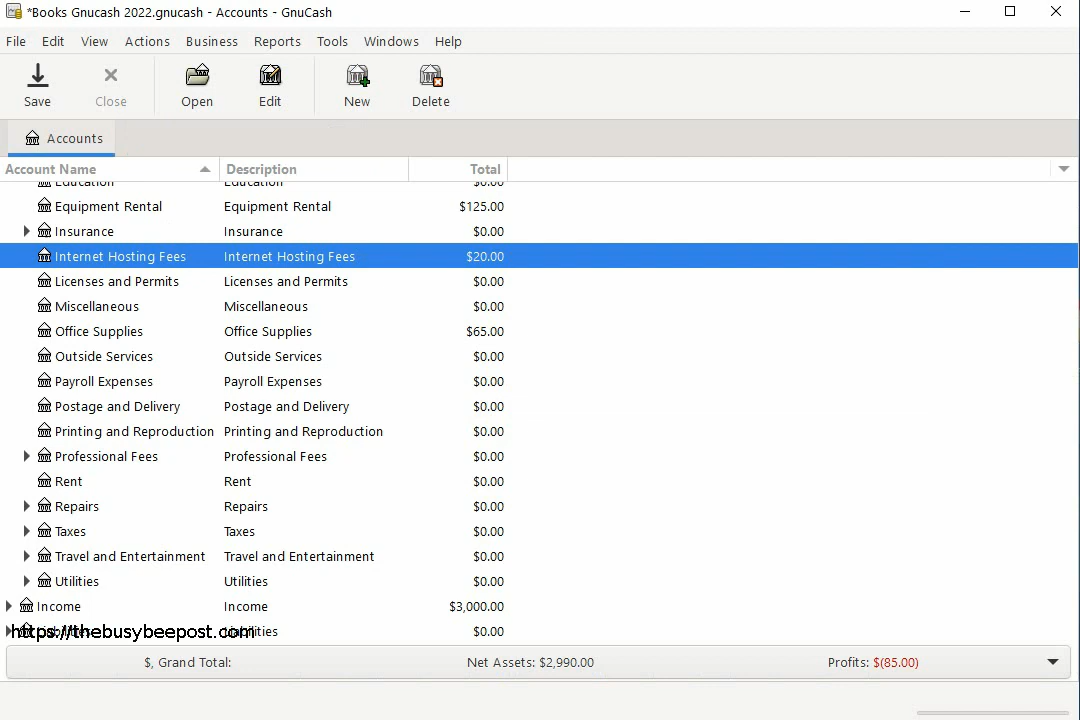 *Books Gnucash 2022.gnucash - Accounts - GnuCash
File Edit View Actions Business Reports Tools Windows Help
Save Close Open Edit New Delete
Accounts
Account Name Description Total
Education Education $0.00
Equipment Rental Equipment Rental $125.00
Insurance Insurance $0.00
Internet Hosting Fees Internet Hosting Fees $20.00
Licenses and Permits Licenses and Permits $0.00
Miscellaneous Miscellaneous $0.00
Office Supplies Office Supplies $65.00
Outside Services Outside Services $0.00
Payroll Expenses Payroll Expenses $0.00
Postage and Delivery Postage and Delivery $0.00
Printing and Reproduction Printing and Reproduction $0.00
Professional Fees Professional Fees $0.00
Rent Rent $0.00
Repairs Repairs $0.00
Taxes Taxes $0.00
Travel and Entertainment Travel and Entertainment $0.00
Utilities Utilities $0.00
Income Income $3,000.00
Liabilities Liabilities $0.00
https://thebusybeepost.com
$, Grand Total: Net Assets: $2,990.00 Profits: $(85.00)